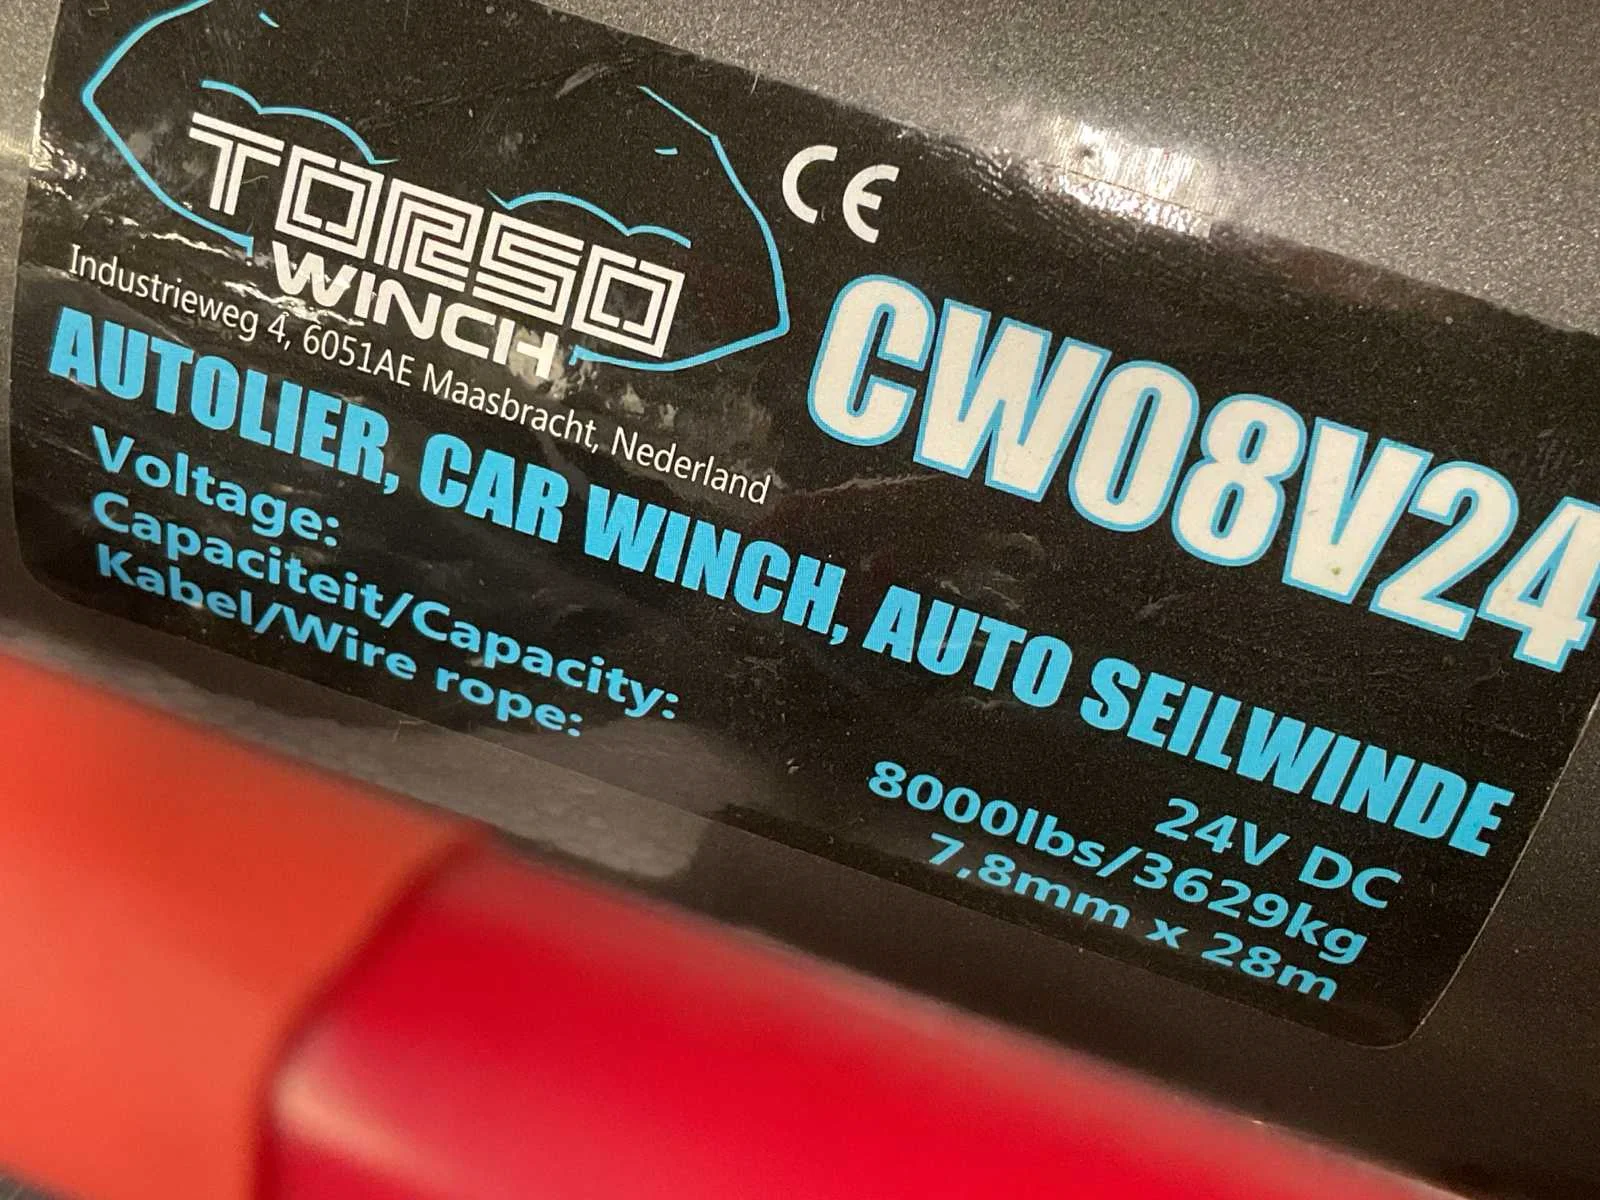 TORSO
WINCH
Industrieweg 4, 6051AE Maasbracht, Nederland
CE
CW08V24
AUTOLIER, CAR WINCH, AUTO SEILWINDE
Voltage: 24V DC
Capaciteit/Capacity: 8000lbs/3629kg
Kabel/Wire rope: 7,8mm x 28m